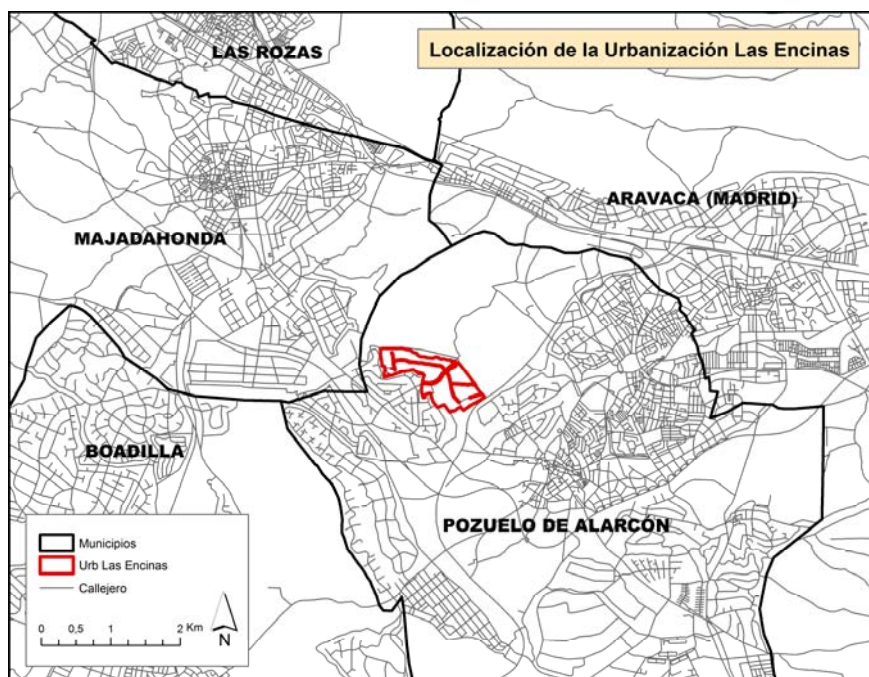 LAS ROZAS
Localización de la Urbanización Las Encinas
ARAVACA (MADRID)
MAJADAHONDA
BOADILLA
POZUELO DE ALARCÓN
Municipios
Urb Las Encinas
Callejero
0 0,5 1 2 Km
N